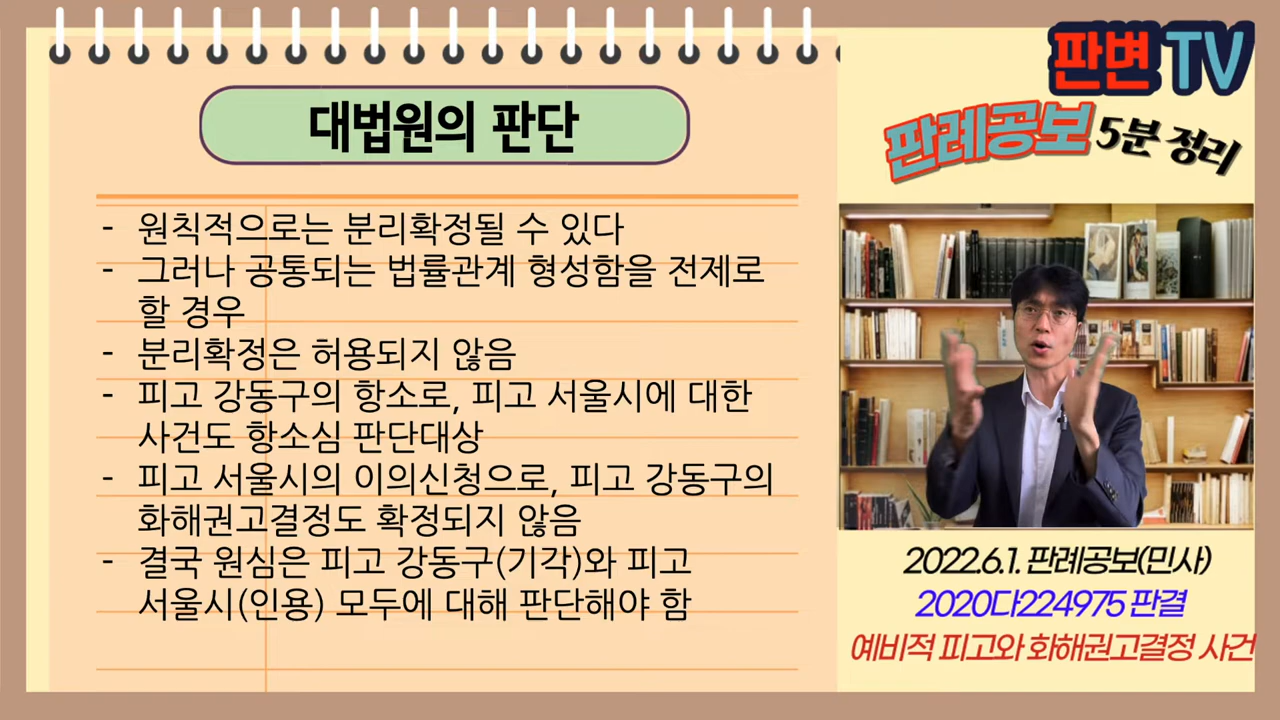 판변 TV
판례공보 5분 정리
대법원의 판단
- 원칙적으로는 분리확정될 수 있다
- 그러나 공통되는 법률관계 형성함을 전제로
할 경우
- 분리확정은 허용되지 않음
- 피고 강동구의 항소로, 피고 서울시에 대한
사건도 항소심 판단대상
- 피고 서울시의 이의신청으로, 피고 강동구의
화해권고결정도 확정되지 않음
- 결국 원심은 피고 강동구(기각)와 피고
서울시(인용) 모두에 대해 판단해야 함
2022.6.1. 판례공보(민사)
2020다224975 판결
예비적 피고와 화해권고결정 사건